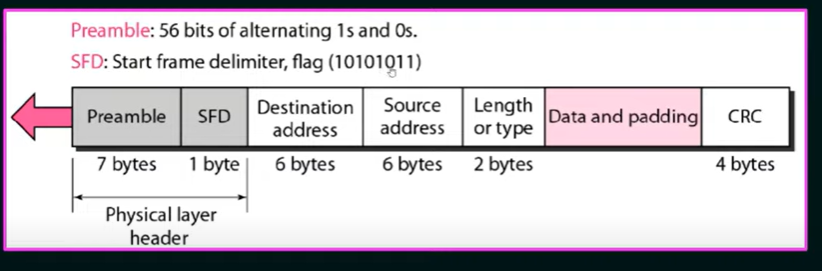 Preamble: 56 bits of alternating 1s and 0s.
SFD: Start frame delimiter, flag (10101011)
Preamble
SFD
Destination
address
Source
address
Length
or type
Data and padding
CRC
7 bytes
1 byte
6 bytes
6 bytes
2 bytes
4 bytes
Physical layer
header